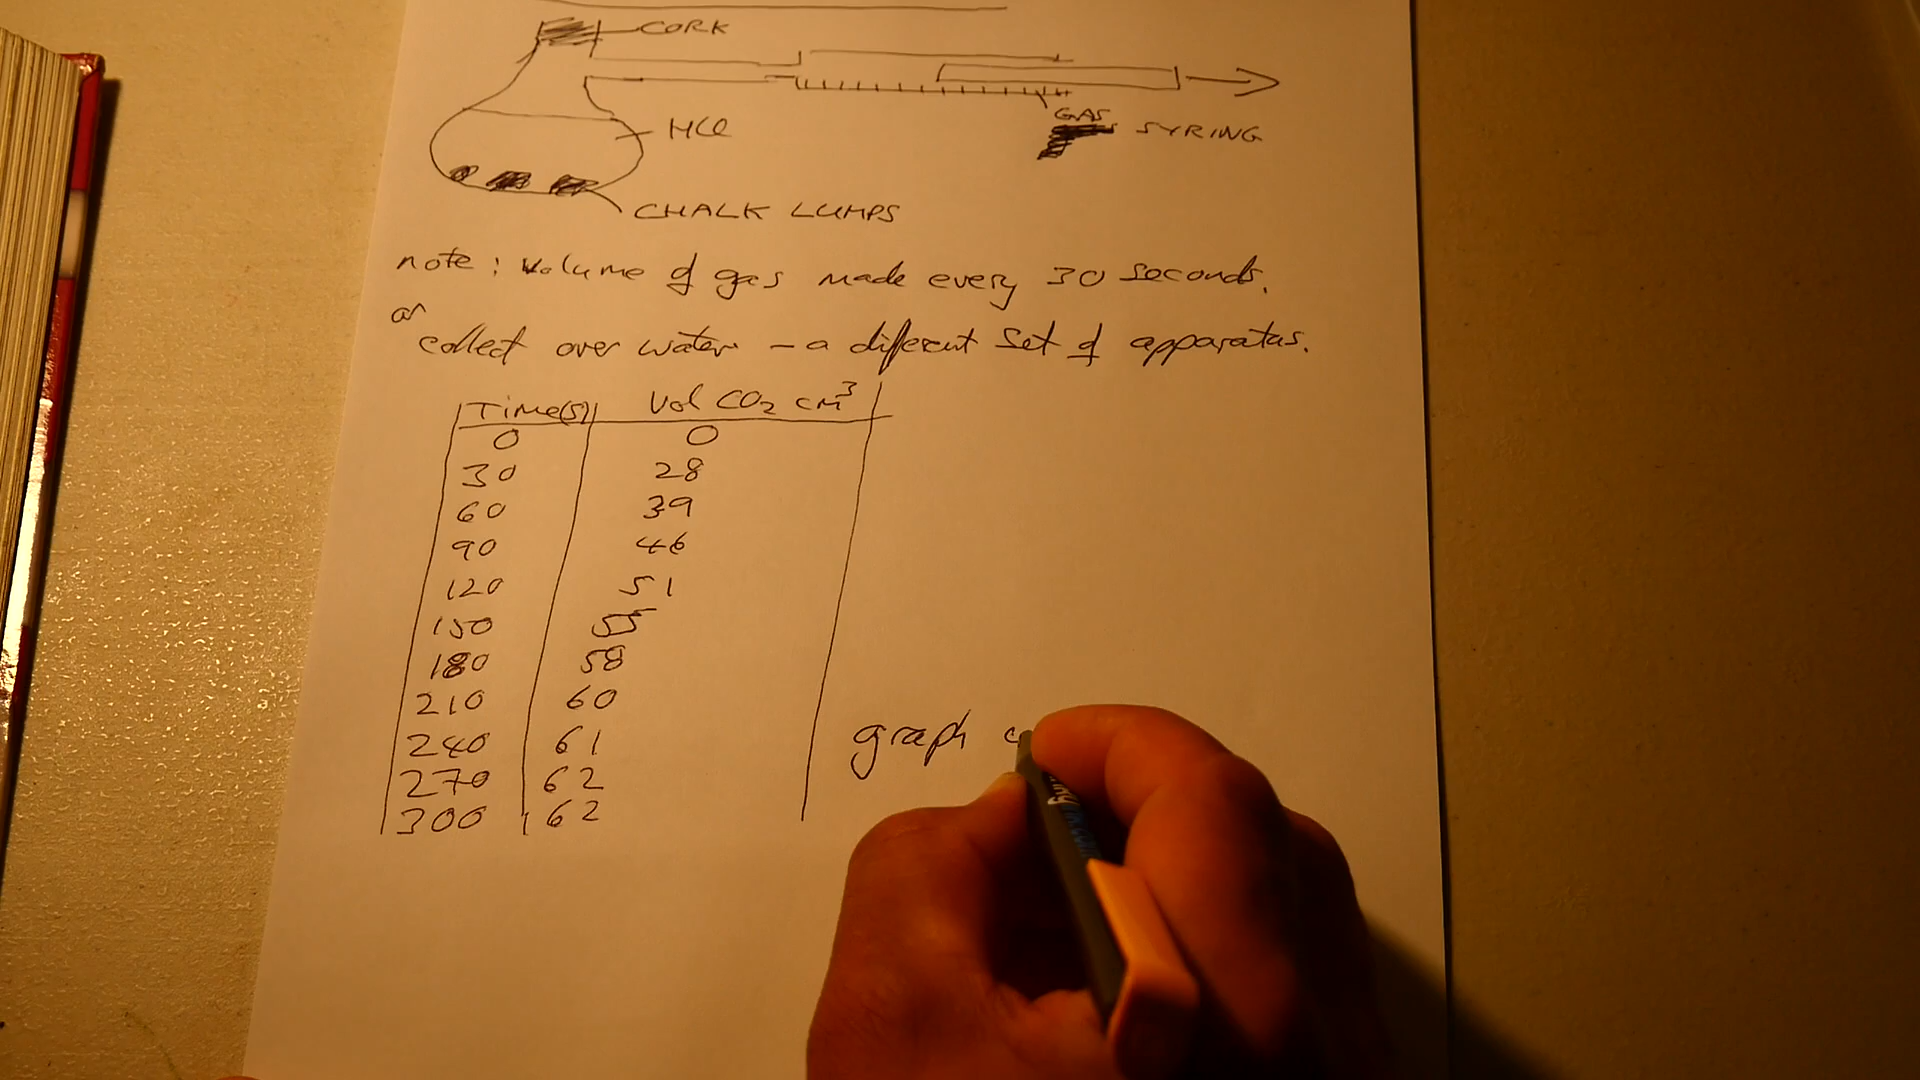 CORK
HCl
GAS
SYRING
CHALK LUMPS
note: Volume of gas made every 30 seconds.
or
collect over water - a different set of apparatus.
Time(s) Vol CO2 cm3
0 0
30 28
60 39
90 46
120 51
150 55
180 58
210 60
240 61
270 62
300 62
graph